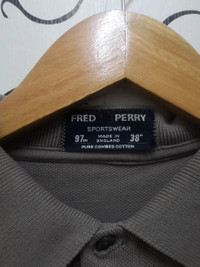 FRED PERRY
SPORTSWEAR
97cm MADE IN ENGLAND 38"
PURE COMBED COTTON